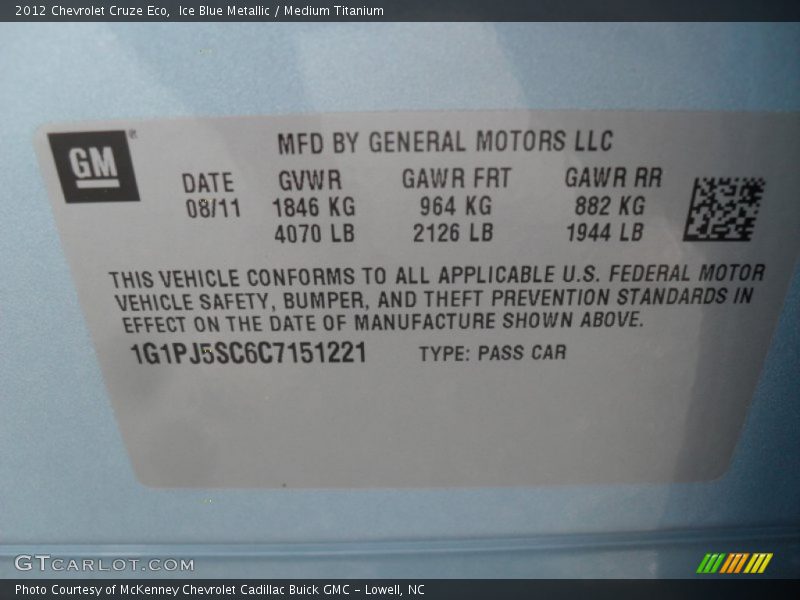 2012 Chevrolet Cruze Eco,  Ice Blue Metallic / Medium Titanium
GM®
MFD BY GENERAL MOTORS LLC
DATE GVWR GAWR FRT GAWR RR
08/11 1846 KG 964 KG 882 KG
4070 LB 2126 LB 1944 LB
THIS VEHICLE CONFORMS TO ALL APPLICABLE U.S. FEDERAL MOTOR
VEHICLE SAFETY, BUMPER, AND THEFT PREVENTION STANDARDS IN
EFFECT ON THE DATE OF MANUFACTURE SHOWN ABOVE.
1G1PJ5SC6C7151221 TYPE: PASS CAR
GTCARLOT.COM
Photo Courtesy of McKenney Chevrolet Cadillac Buick GMC - Lowell, NC